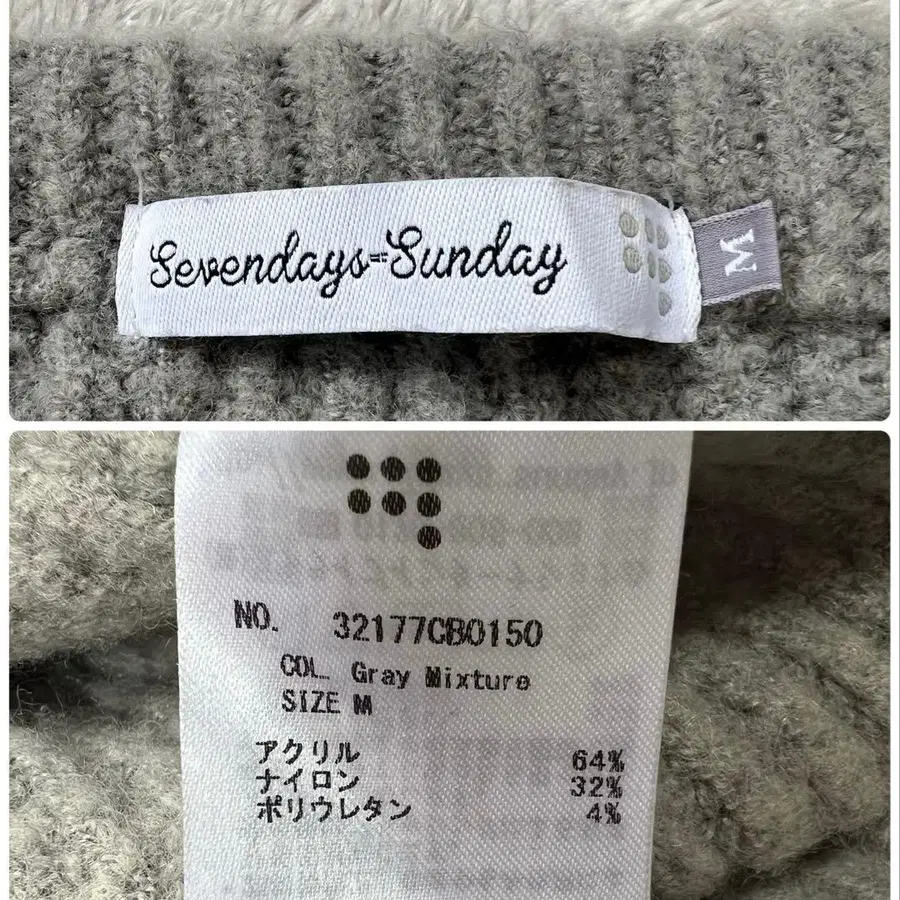 Sevendays=Sunday
M
NO. 32177CB0150
COL. Gray Mixture
SIZE M
アクリル 64%
ナイロン 32%
ポリウレタン 4%